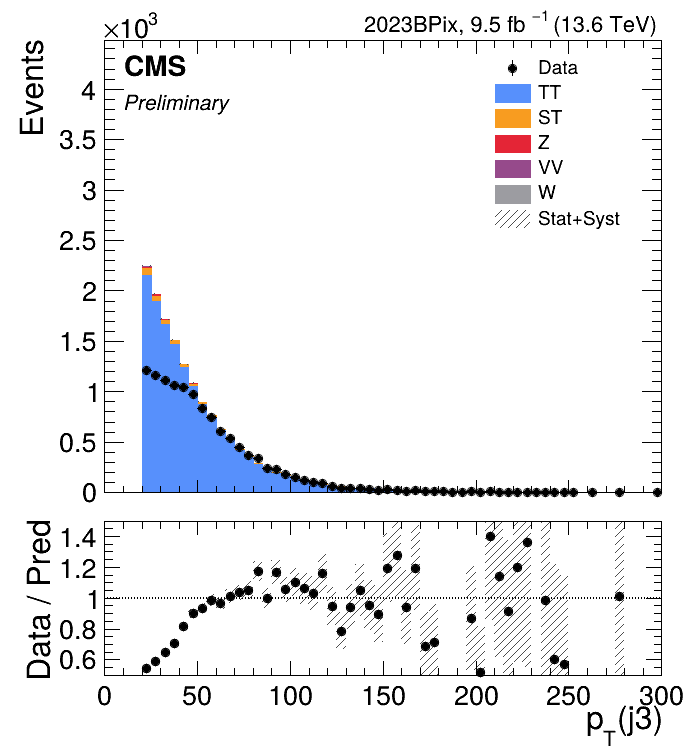 ×10³
2023BPix, 9.5 fb ⁻¹ (13.6 TeV)
Events
CMS
Preliminary
Data
TT
ST
Z
VV
W
Stat+Syst
4
3.5
3
2.5
2
1.5
1
0.5
0
Data / Pred
1.4
1.2
1
0.8
0.6
0 50 100 150 200 250 300
p_T(j3)